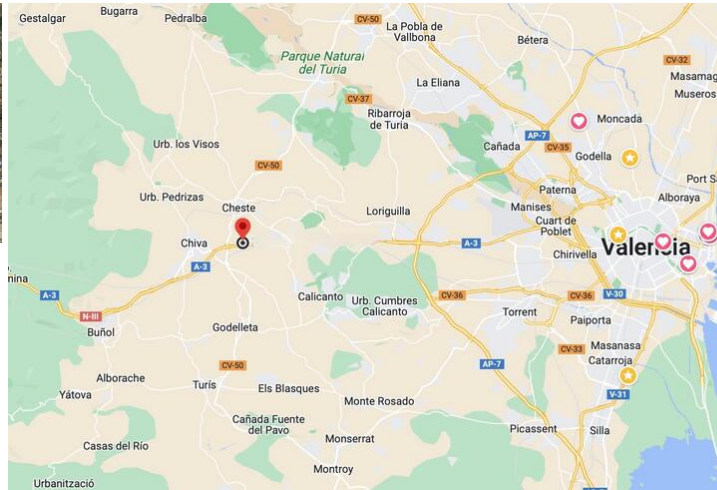 Gestalgar
Bugarra
Pedralba
CV-50
La Pobla de
Vallbona
Bétera
CV-32
Parque Natural
del Turia
La Eliana
Masamag
Museros
CV-37
Ribarroja
de Turia
Moncada
AP-7
CV-35
Cañada
Godella
Urb. los Visos
CV-50
Port S
Paterna
Urb. Pedrizas
Manises
Alboraya
Cheste
Loriguilla
Cuart de
Poblet
Chiva
A-3
Chirivella
Valencia
A-3
mina
A-3
Calicanto
Urb. Cumbres
Calicanto
CV-36
CV-36
V-30
N-III
Buñol
Godelleta
Torrent
Paiporta
CV-33
Masanasa
Catarroja
CV-50
AP-7
Alborache
Turís
Els Blasques
V-31
Yátova
Monte Rosado
Cañada Fuente
del Pavo
Picassent
Silla
Casas del Río
Monserrat
Montroy
Urbanització